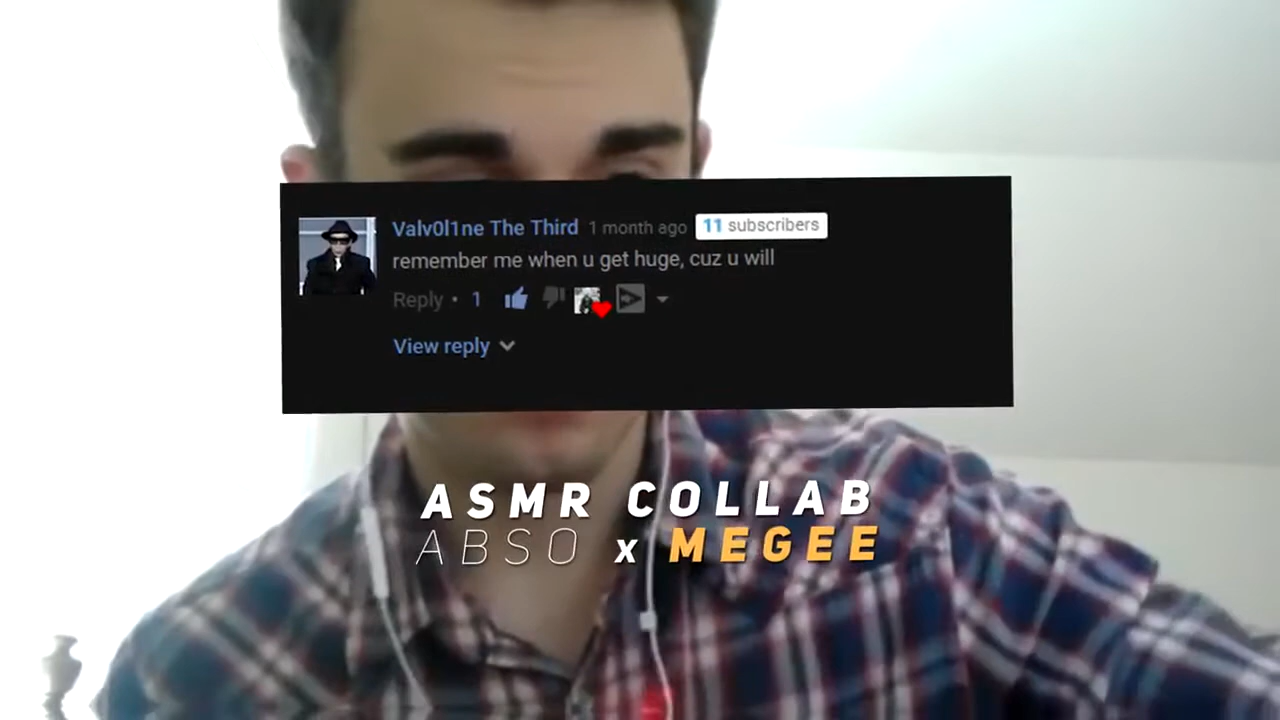 Valv0l1ne The Third 1 month ago 11 subscribers
remember me when u get huge, cuz u will
Reply • 1
View reply
ASMR COLLAB
ABSO x MEGEE